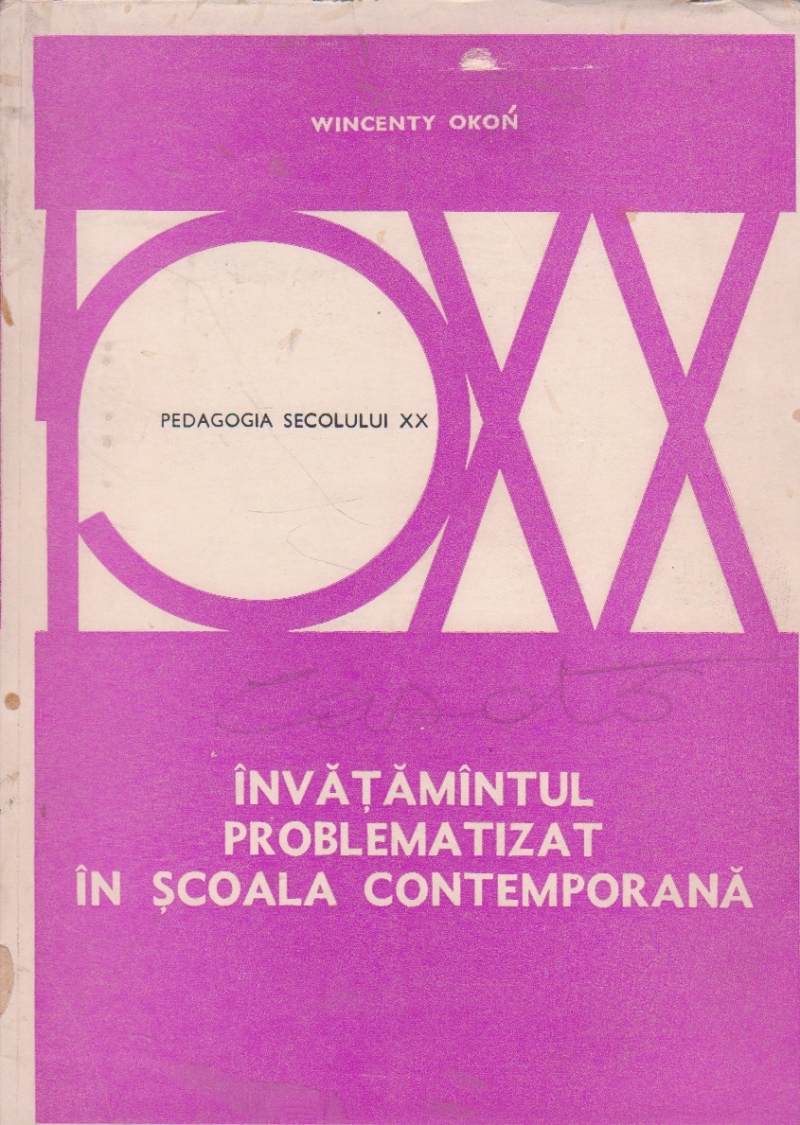 WINCENTY OKOŃ
PEDAGOGIA SECOLULUI XX
ÎNVĂȚĂMÎNTUL
PROBLEMATIZAT
ÎN ȘCOALA CONTEMPORANĂ